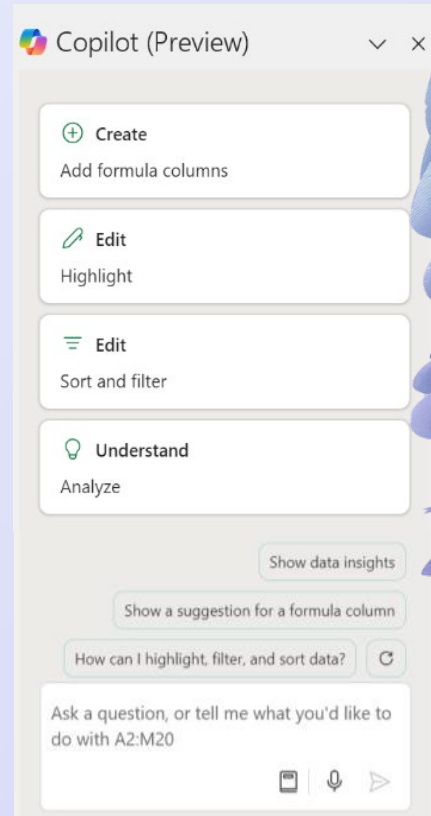 Copilot (Preview)
Create
Add formula columns
Edit
Highlight
Edit
Sort and filter
Understand
Analyze
Show data insights
Show a suggestion for a formula column
How can I highlight, filter, and sort data?
Ask a question, or tell me what you'd like to
do with A2:M20